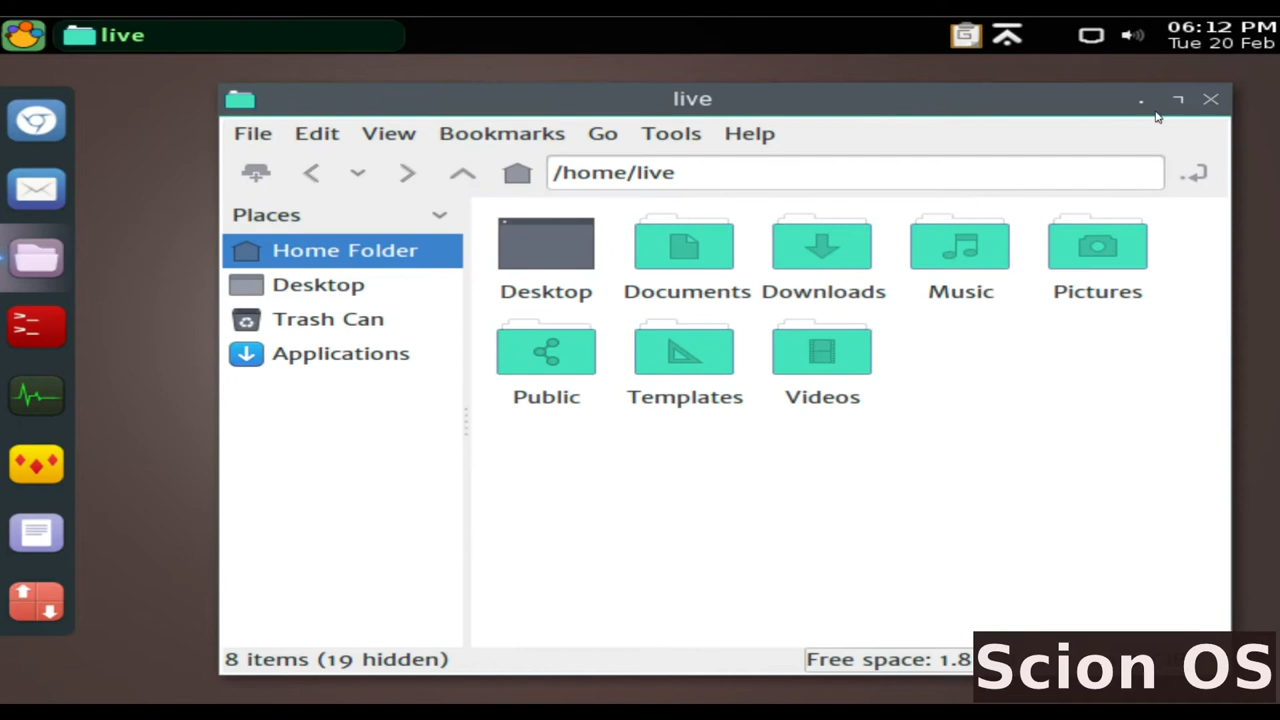 live
06:12 PM
Tue 20 Feb
live
File Edit View Bookmarks Go Tools Help
/home/live
Places
Home Folder
Desktop
Trash Can
Applications
Desktop Documents Downloads Music Pictures
Public Templates Videos
8 items (19 hidden)
Free space: 1.8
Scion OS